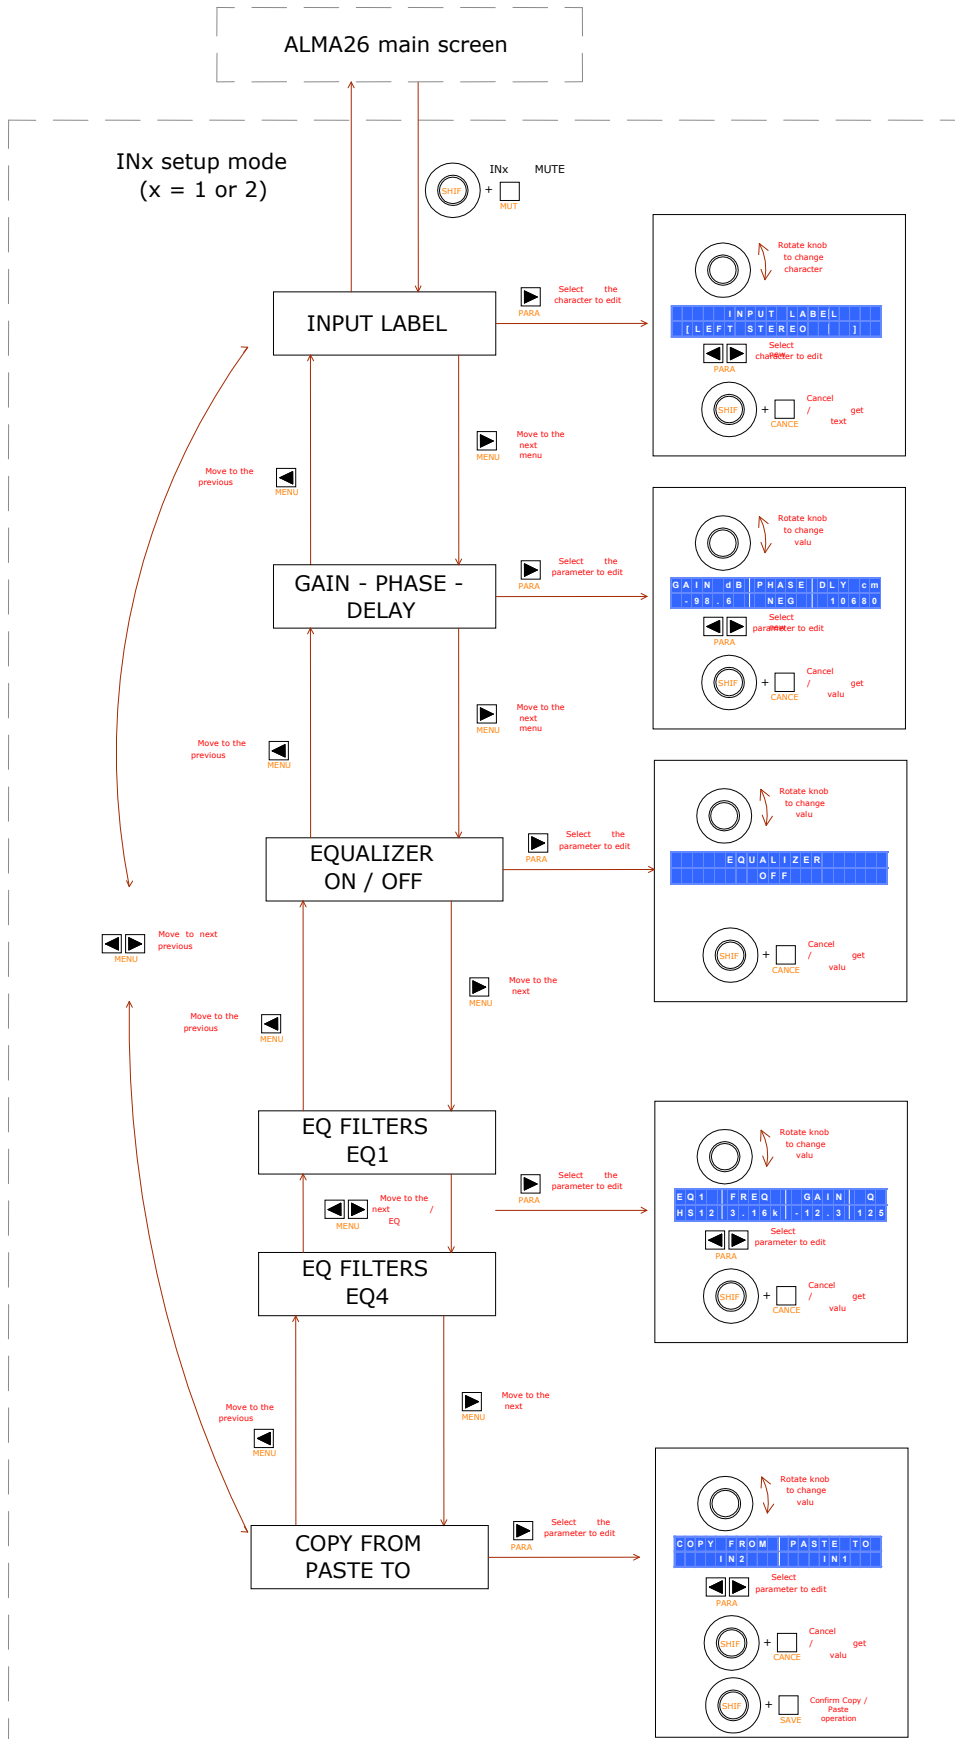 ALMA26 main screen
INx setup mode
(x = 1 or 2)
SHIF + MUT
INx MUTE
INPUT LABEL
PARA
Select the
character to edit
Rotate knob
to change
character
INPUT LABEL
[LEFT STEREO ]
PARA
Select
new
character to edit
SHIF + CANCE
Cancel
/ get
text
Move to the
previous
MENU
MENU
Move to the
next
menu
GAIN - PHASE -
DELAY
PARA
Select the
parameter to edit
Rotate knob
to change
valu
GAIN dB PHASE DLY cm
-98.6 NEG 10680
PARA
Select
new
parameter to edit
SHIF + CANCE
Cancel
/ get
valu
Move to the
previous
MENU
MENU
Move to the
next
menu
EQUALIZER
ON / OFF
PARA
Select the
parameter to edit
Rotate knob
to change
valu
EQUALIZER
OFF
SHIF + CANCE
Cancel
/ get
valu
MENU
Move to next
previous
Move to the
previous
MENU
MENU
Move to the
next
EQ FILTERS
EQ1
MENU
Move to the
next /
EQ
PARA
Select the
parameter to edit
Rotate knob
to change
valu
EQ1 FREQ GAIN Q
HS12 3.16k -12.3 125
PARA
Select
parameter to edit
SHIF + CANCE
Cancel
/ get
valu
EQ FILTERS
EQ4
Move to the
previous
MENU
MENU
Move to the
next
COPY FROM
PASTE TO
PARA
Select the
parameter to edit
Rotate knob
to change
valu
COPY FROM PASTE TO
IN2 IN1
PARA
Select
parameter to edit
SHIF + CANCE
Cancel
/ get
valu
SHIF + SAVE
Confirm Copy /
Paste
operation